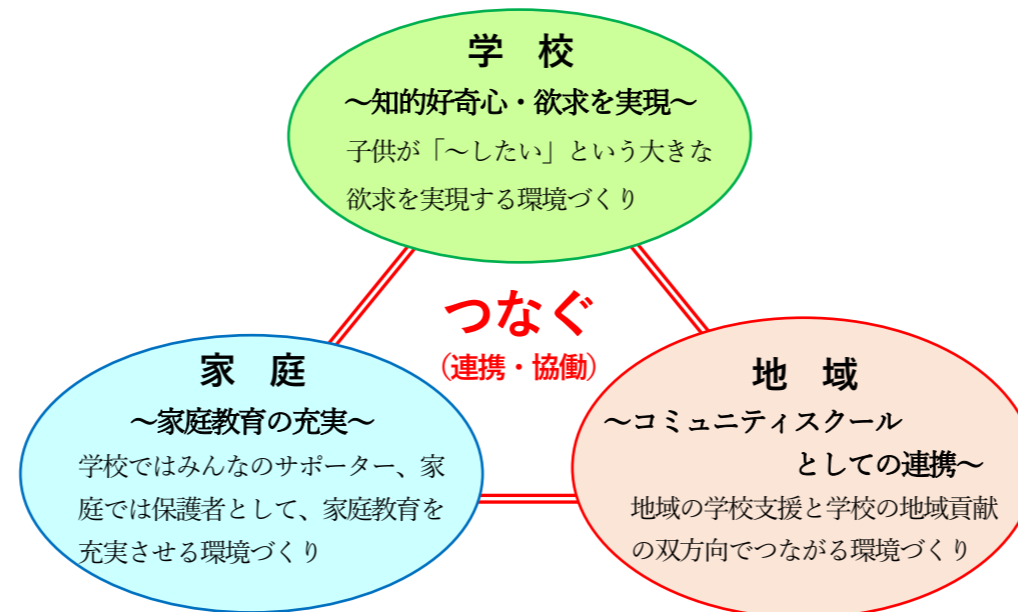 学　校
～知的好奇心・欲求を実現～
子供が「～したい」という大きな
欲求を実現する環境づくり
つなぐ
（連携・協働）
家　庭
～家庭教育の充実～
学校ではみんなのサポーター、家
庭では保護者として、家庭教育を
充実させる環境づくり
地　域
～コミュニティスクール
としての連携～
地域の学校支援と学校の地域貢献
の双方向でつながる環境づくり